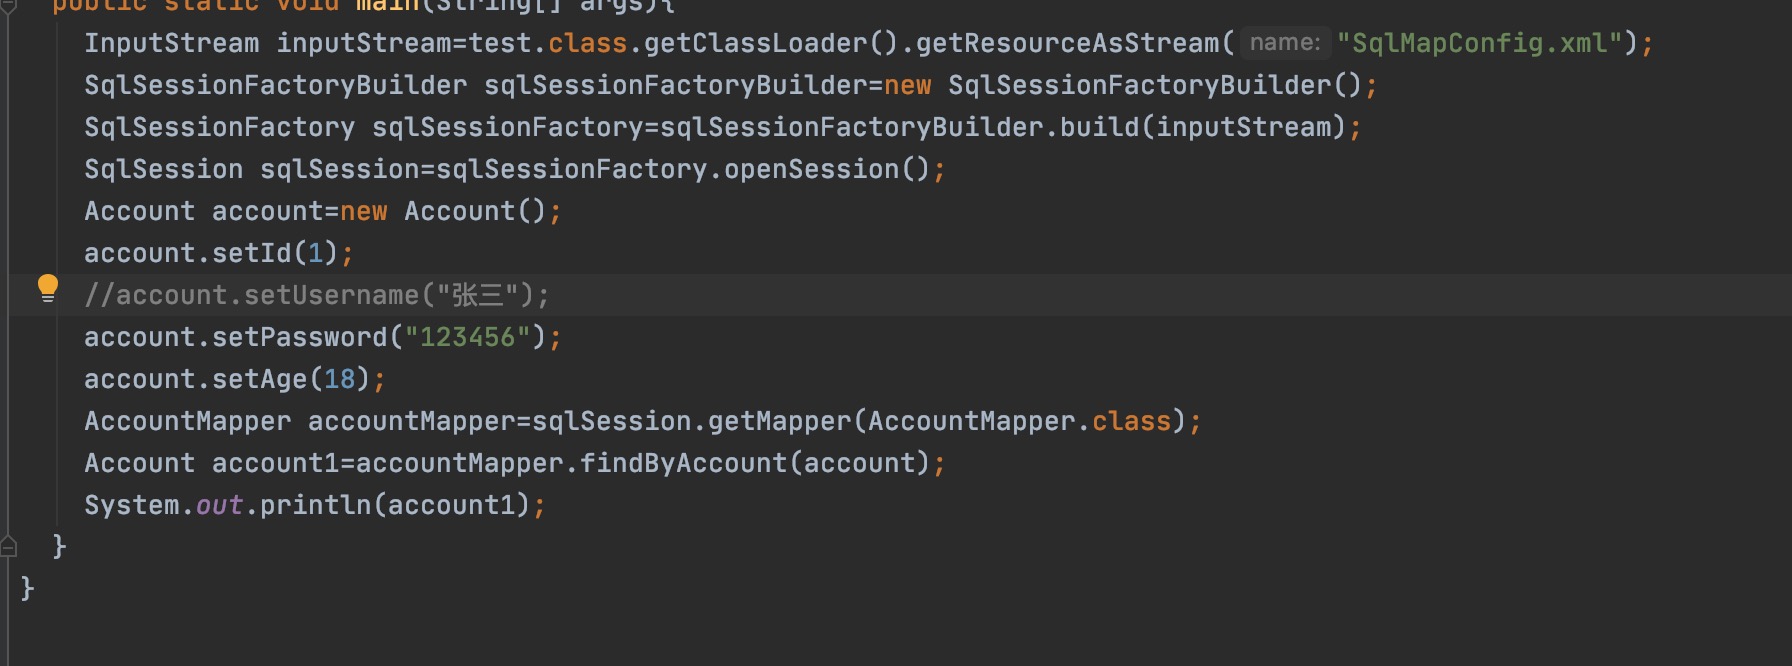 public static void main(String[] args){
InputStream inputStream=test.class.getClassLoader().getResourceAsStream( name: "SqlMapConfig.xml");
SqlSessionFactoryBuilder sqlSessionFactoryBuilder=new SqlSessionFactoryBuilder();
SqlSessionFactory sqlSessionFactory=sqlSessionFactoryBuilder.build(inputStream);
SqlSession sqlSession=sqlSessionFactory.openSession();
Account account=new Account();
account.setId(1);
//account.setUsername("张三");
account.setPassword("123456");
account.setAge(18);
AccountMapper accountMapper=sqlSession.getMapper(AccountMapper.class);
Account account1=accountMapper.findByAccount(account);
System.out.println(account1);
}
}